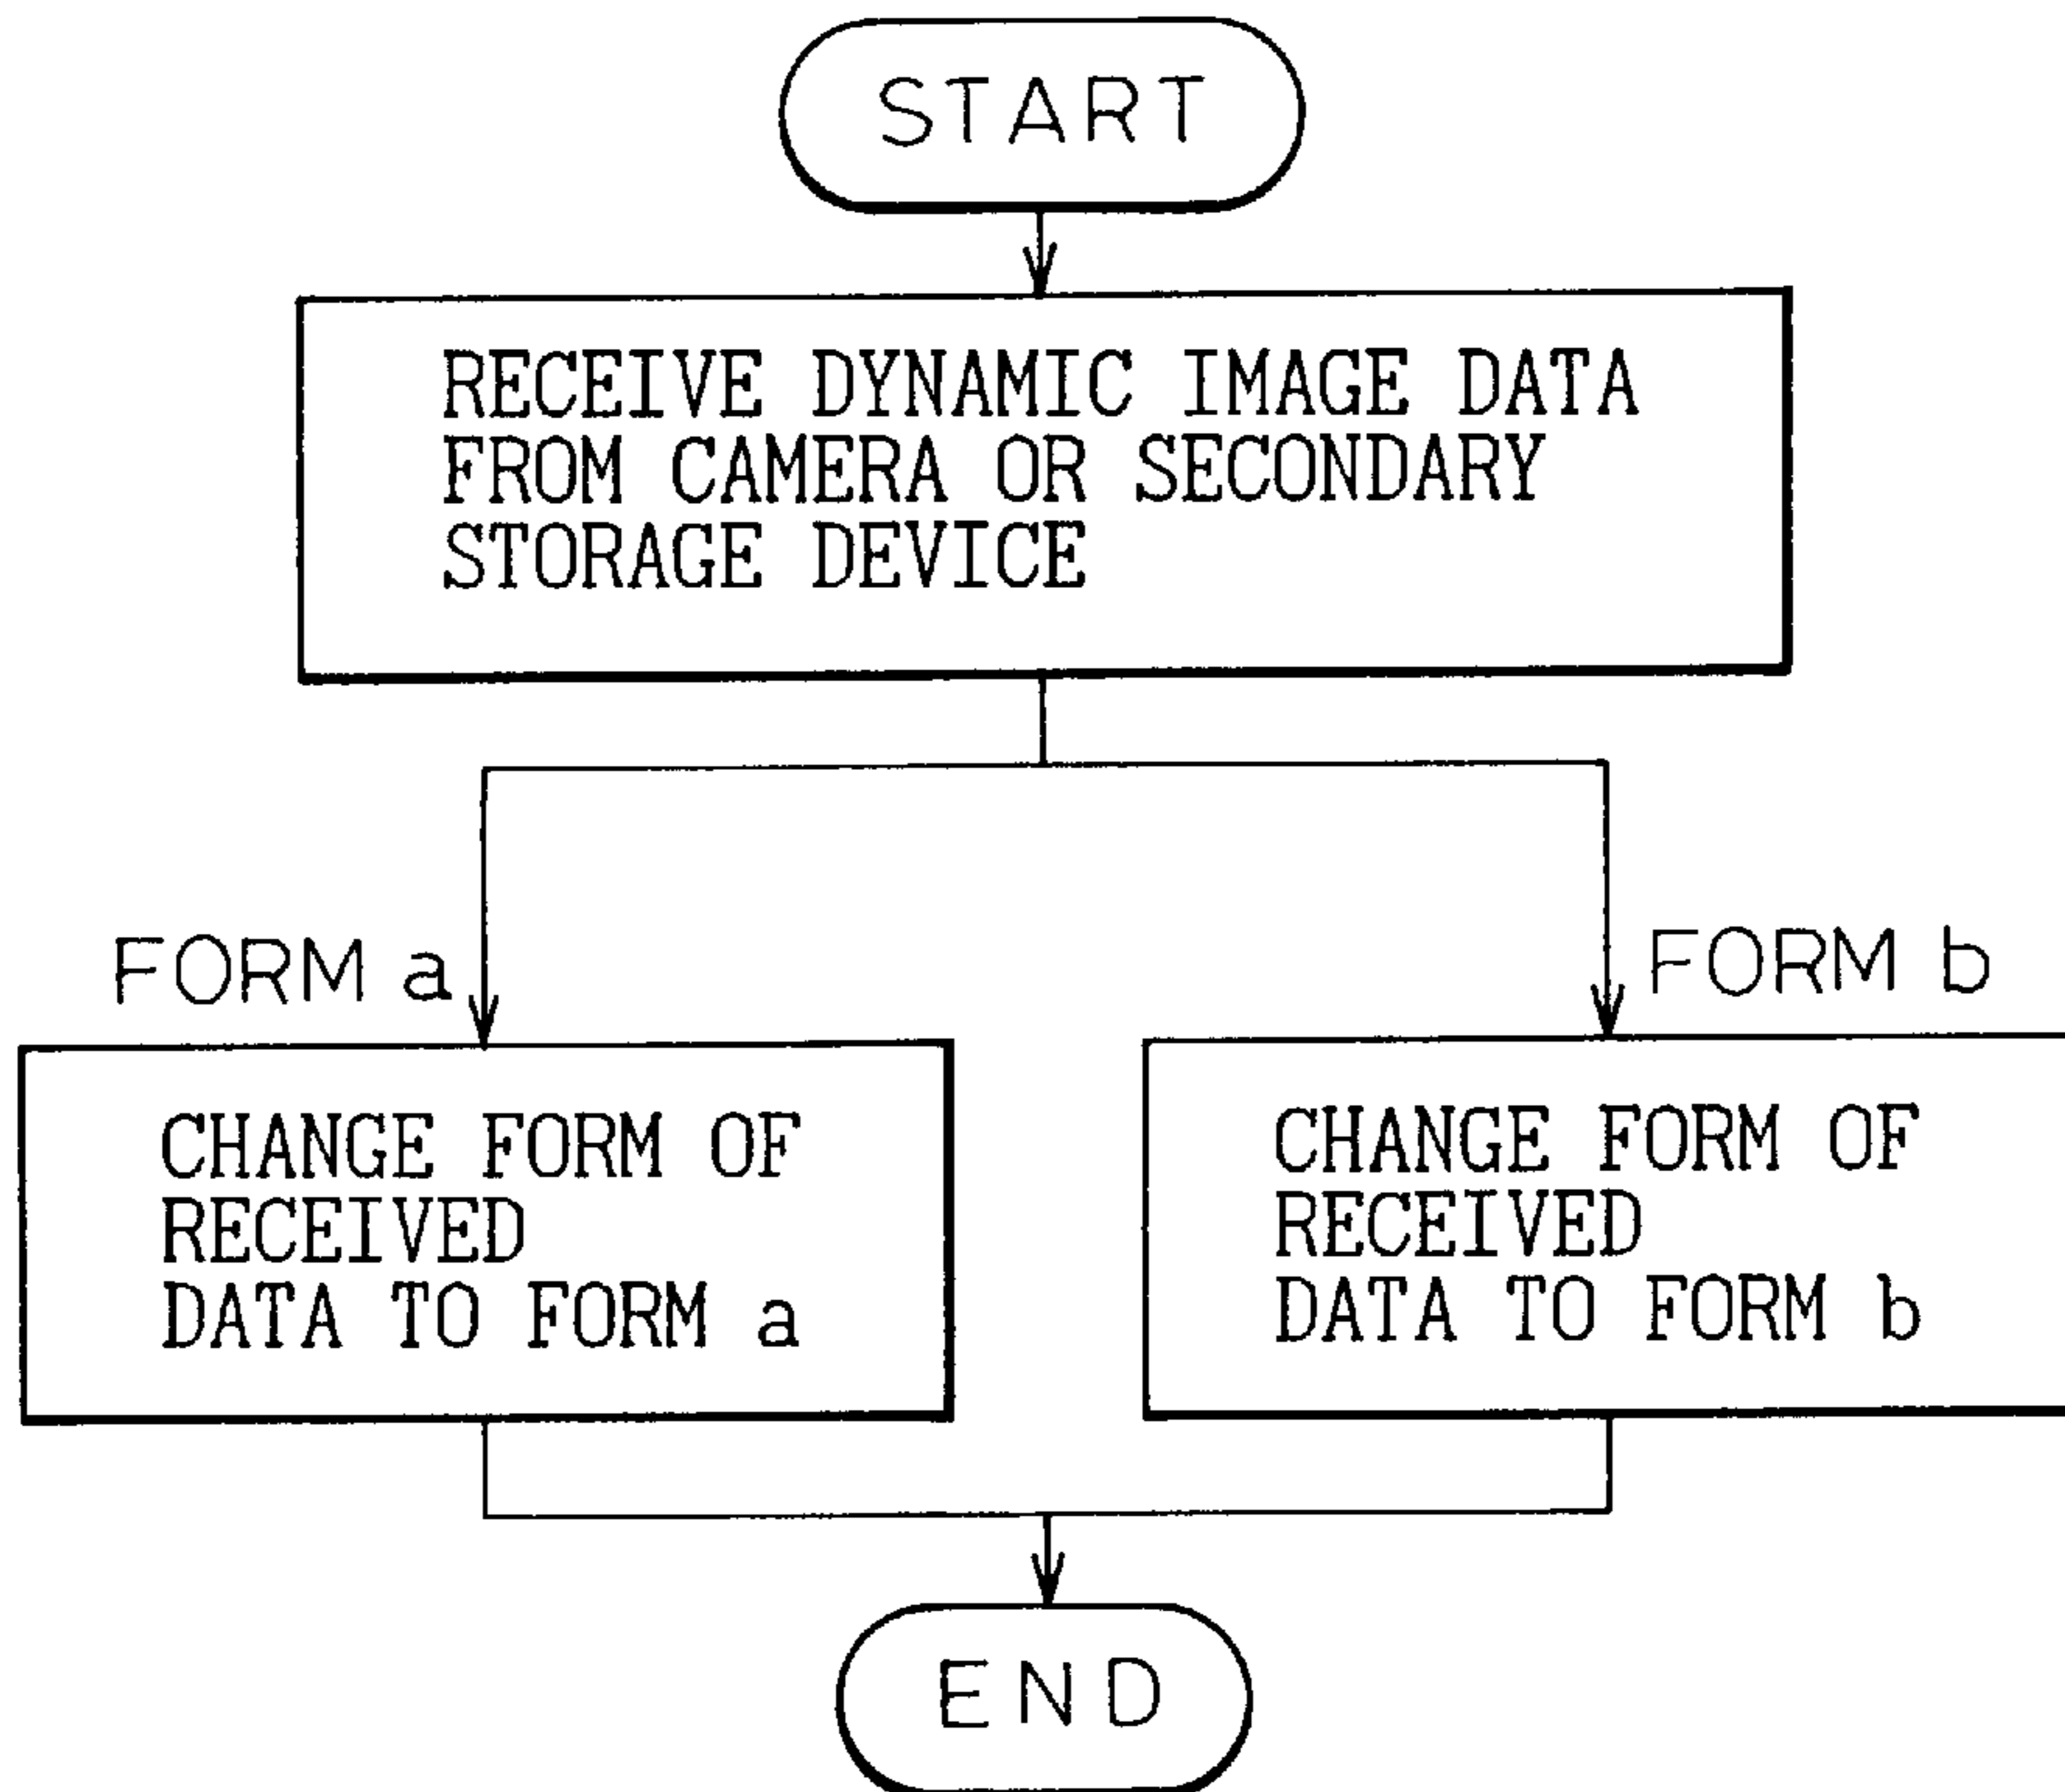 START
RECEIVE DYNAMIC IMAGE DATA
FROM CAMERA OR SECONDARY
STORAGE DEVICE
FORM a
FORM b
CHANGE FORM OF
RECEIVED
DATA TO FORM a
CHANGE FORM OF
RECEIVED
DATA TO FORM b
END